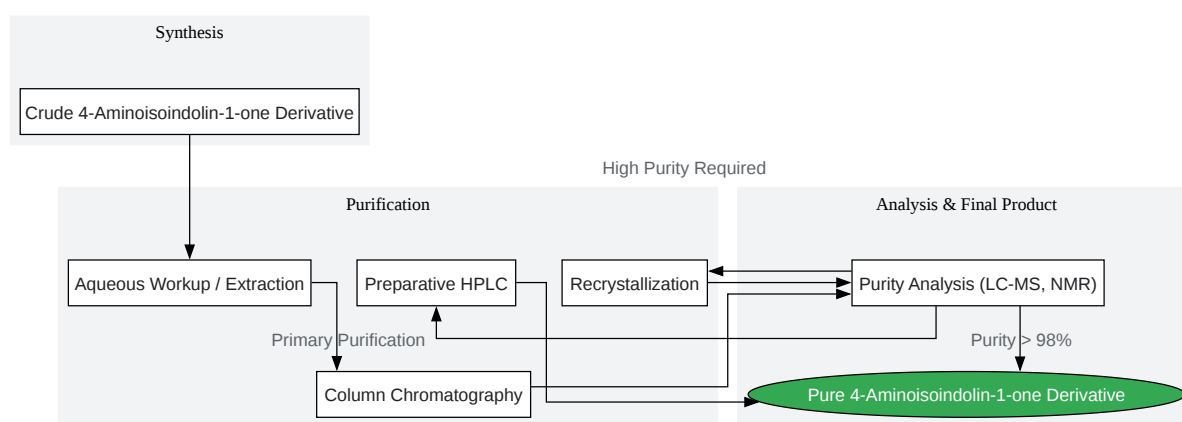 Synthesis
Crude 4-Aminoisoindolin-1-one Derivative
High Purity Required
Purification
Analysis & Final Product
Aqueous Workup / Extraction
Preparative HPLC
Recrystallization
Purity Analysis (LC-MS, NMR)
Primary Purification
Purity > 98%
Column Chromatography
Pure 4-Aminoisoindolin-1-one Derivative